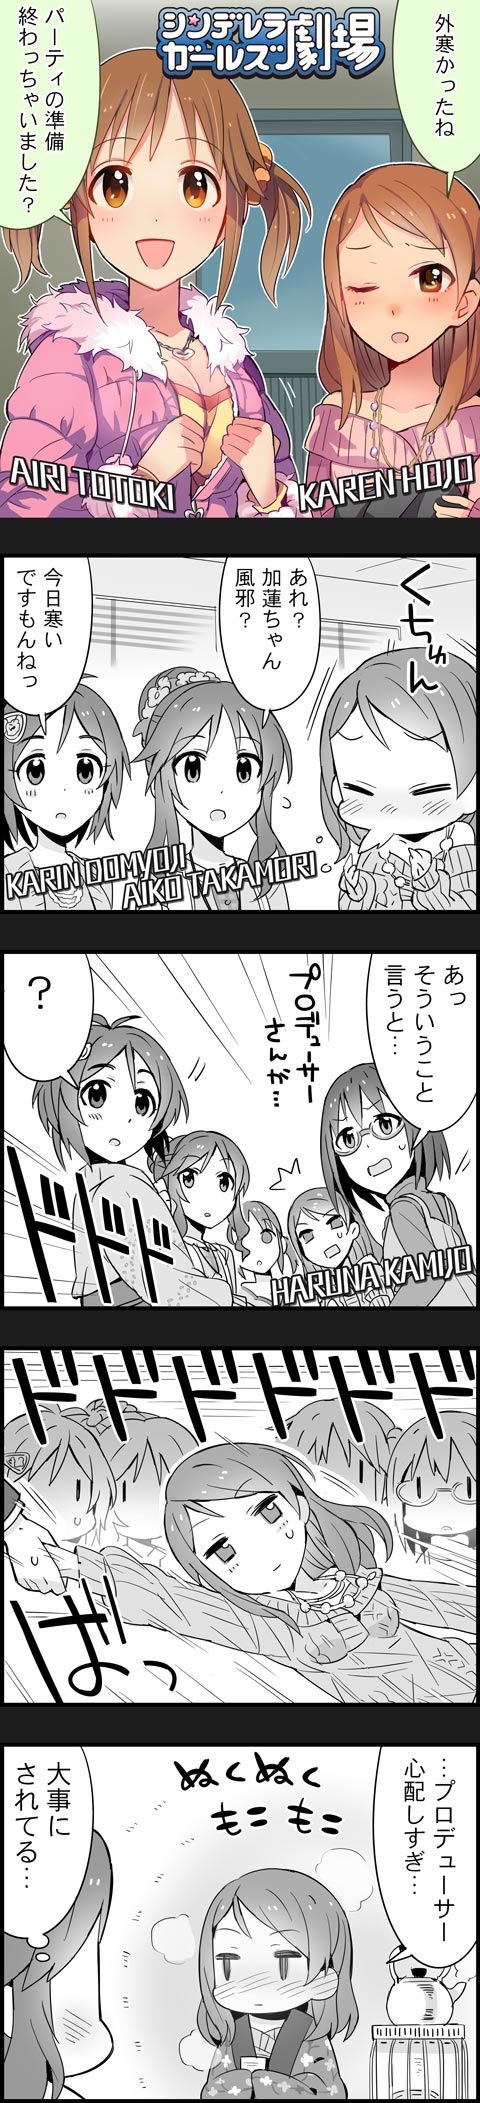 シンデレラ
ガールズ劇場
外寒かったね
パーティの準備
終わっちゃいました？
AIRI TOTOKI
KAREN HOJO
くちゅん
あれ？
加蓮ちゃん
風邪？
今日寒い
ですもんねっ
KARIN DOMYOJI
AIKO TAKAMORI
あっ
そういうこと
言うと…
プロデューサー
さんが…
？
ドドド
HARUNA KAMIJO
ドドドドドド
ばっ
…プロデューサー
心配しすぎ…
ぬくぬく
もこもこ
大事に
されてる…